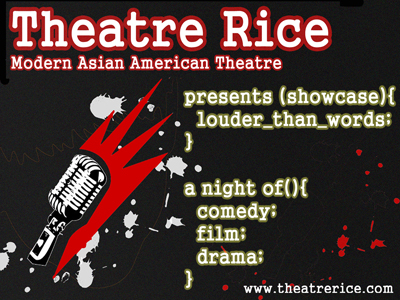 Theatre Rice
Modern Asian American Theatre
presents (showcase){
louder_than_words;
}
a night of(){
comedy;
film;
drama;
}
www.theatrerice.com